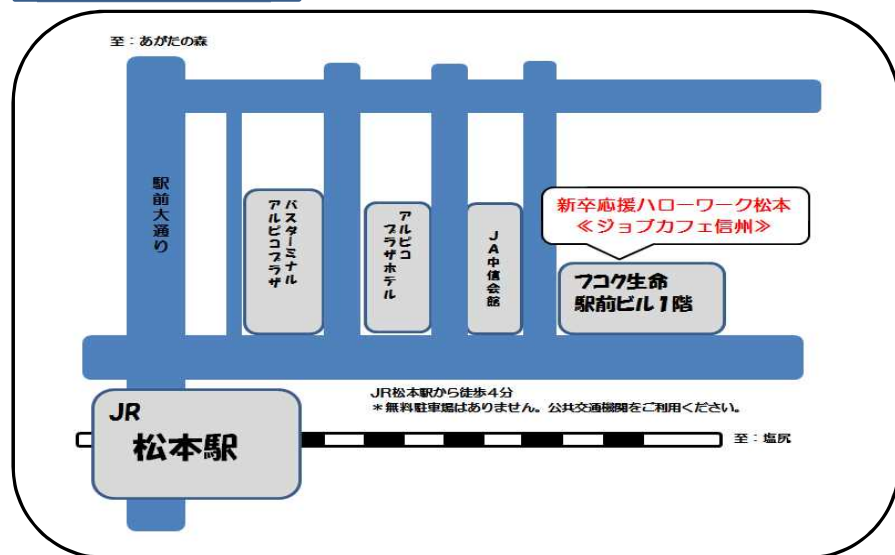 至：あがたの森
駅前大通り
バスターミナル
アルピコプラザ
アルピコ
プラザホテル
JA中信会館
新卒応援ハローワーク松本
≪ジョブカフェ信州≫
フコク生命
駅前ビル１階
JR松本駅から徒歩4分
＊無料駐車場はありません。公共交通機関をご利用ください。
JR
松本駅
至：塩尻